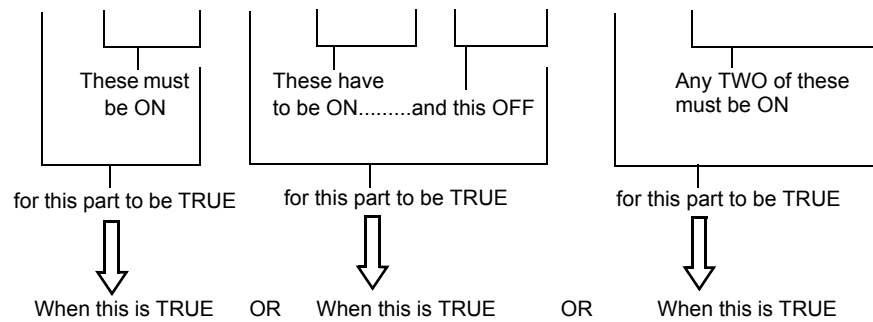 These must
be ON
These have
to be ON.........and this OFF
Any TWO of these
must be ON
for this part to be TRUE
for this part to be TRUE
for this part to be TRUE
When this is TRUE OR When this is TRUE OR When this is TRUE